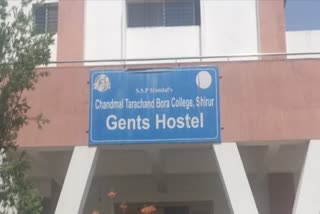 S.S.P Mandal's
Chandmal Tarachand Bora College, Shirur
Gents Hostel